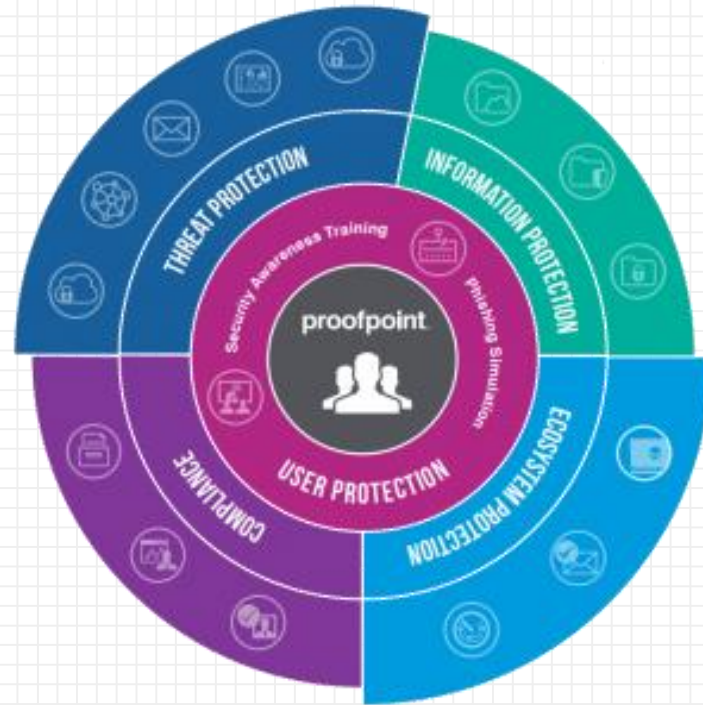 THREAT PROTECTION
INFORMATION PROTECTION
Security Awareness Training
Phishing Simulation
proofpoint
USER PROTECTION
COMPLIANCE
ECOSYSTEM PROTECTION